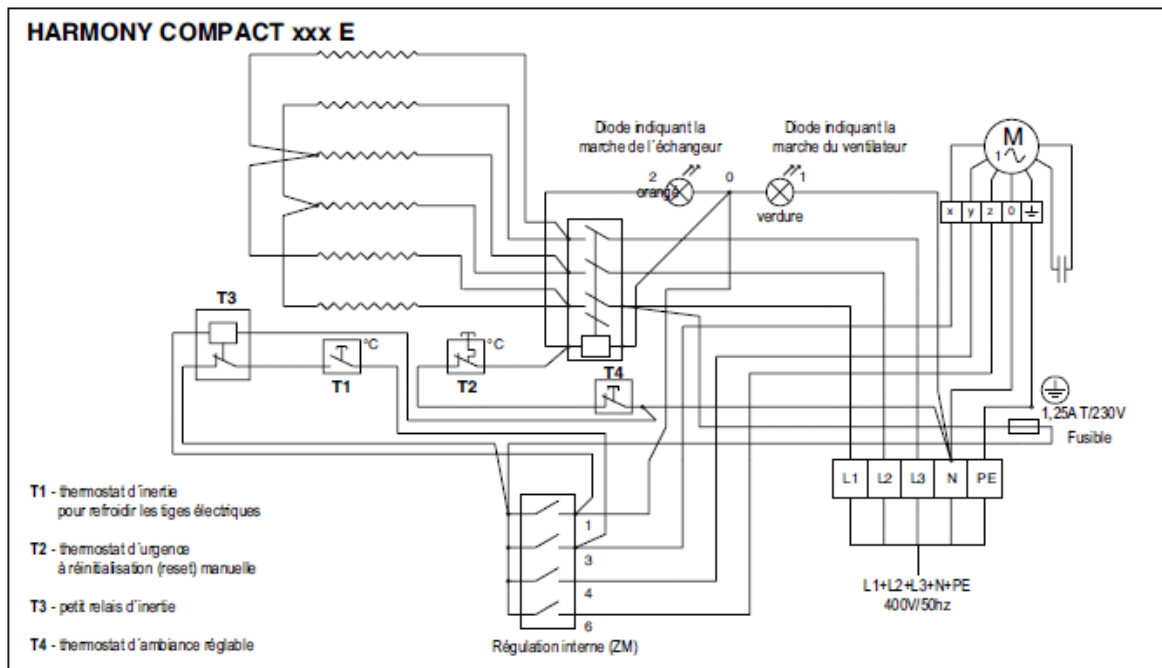 HARMONY COMPACT xxx E
Diode indiquant la
marche de l´échangeur
Diode indiquant la
marche du ventilateur
M
1
2
orangé
0
1
verdure
x y z 0
T3
°C
T1
°C
T2
T4
1,25A T/230V
Fusible
L1 L2 L3 N PE
T1 - thermostat d´inertie
pour refroidir les tiges électriques
T2 - thermostat d´urgence
à réinitialisation (reset) manuelle
T3 - petit relais d´inertie
T4 - thermostat d´ambiance réglable
1
3
4
6
Régulation interne (ZM)
L1+L2+L3+N+PE
400V/50hz